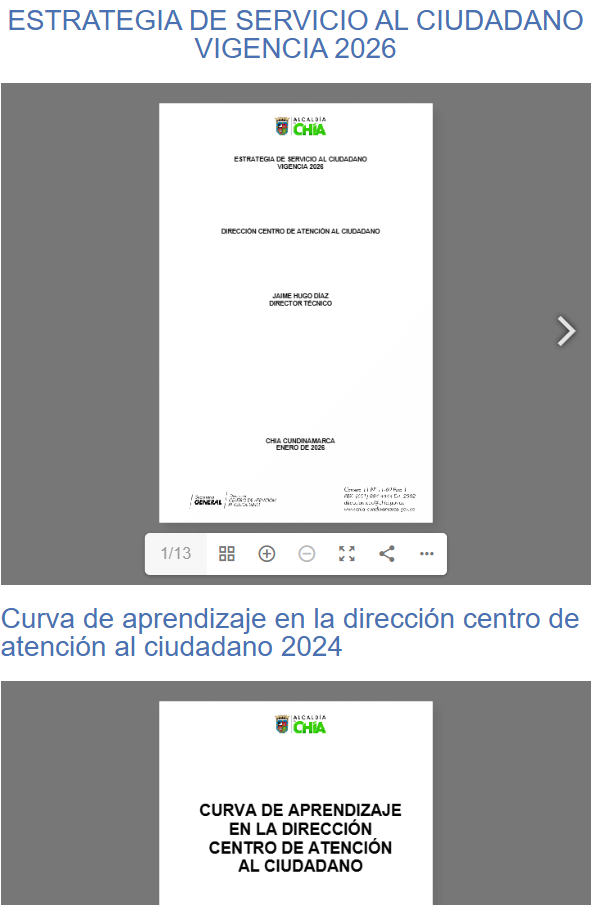 ESTRATEGIA DE SERVICIO AL CIUDADANO
VIGENCIA 2026
ALCALDÍA
CHÍA
ESTRATEGIA DE SERVICIO AL CIUDADANO
VIGENCIA 2026
DIRECCIÓN CENTRO DE ATENCIÓN AL CIUDADANO
JAIME HUGO DÍAZ
DIRECTOR TÉCNICO
CHIA CUNDINAMARCA
ENERO DE 2026
GENERAL
1/13
Curva de aprendizaje en la dirección centro de
atención al ciudadano 2024
ALCALDÍA
CHÍA
CURVA DE APRENDIZAJE
EN LA DIRECCIÓN
CENTRO DE ATENCIÓN
AL CIUDADANO